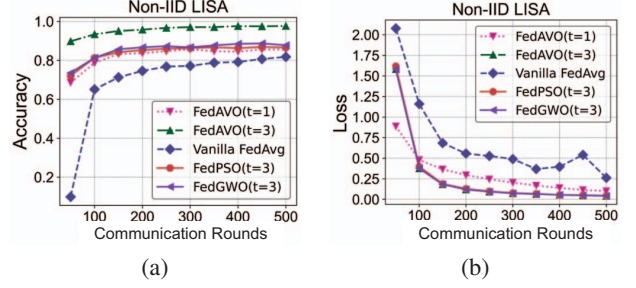 Non-IID LISA
1.0
0.8
0.6
0.4
0.2
Accuracy
FedAVO(t=1)
FedAVO(t=3)
Vanilla FedAvg
FedPSO(t=3)
FedGWO(t=3)
100 200 300 400 500
Communication Rounds
(a)
Non-IID LISA
2.00
1.75
1.50
1.25
1.00
0.75
0.50
0.25
0.00
Loss
FedAVO(t=1)
FedAVO(t=3)
Vanilla FedAvg
FedPSO(t=3)
FedGWO(t=3)
100 200 300 400 500
Communication Rounds
(b)